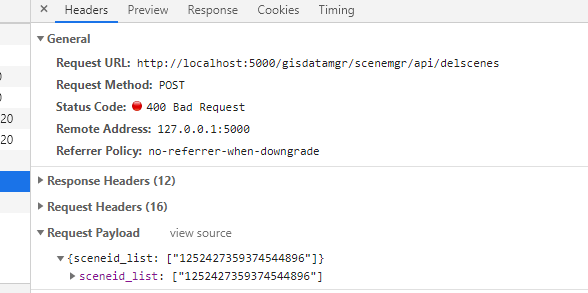 × Headers Preview Response Cookies Timing
▼ General
Request URL: http://localhost:5000/gisdatamgr/scenemgr/api/delscenes
0
Request Method: POST
0
Status Code: 400 Bad Request
20
Remote Address: 127.0.0.1:5000
20
Referrer Policy: no-referrer-when-downgrade
▶ Response Headers (12)
▶ Request Headers (16)
▼ Request Payload view source
▼{sceneid_list: ["1252427359374544896"]}
▶ sceneid_list: ["1252427359374544896"]